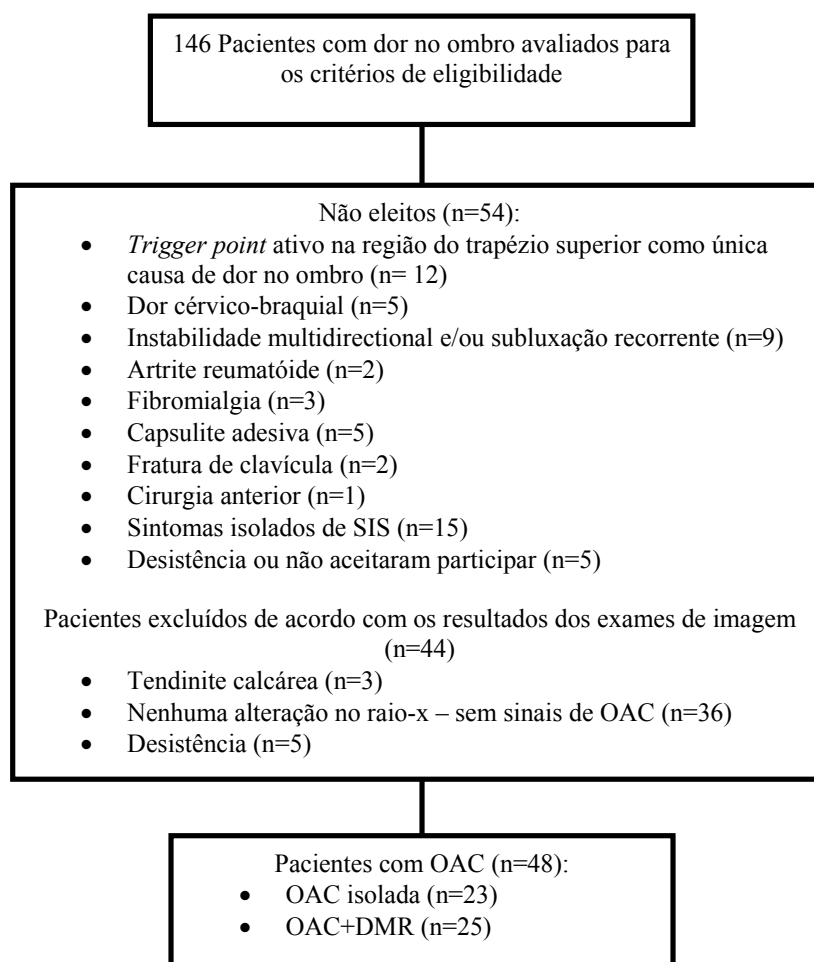 146 Pacientes com dor no ombro avaliados para
os critérios de eligibilidade
Não eleitos (n=54):
• Trigger point ativo na região do trapézio superior como única
causa de dor no ombro (n= 12)
• Dor cérvico-braquial (n=5)
• Instabilidade multidirectional e/ou subluxação recorrente (n=9)
• Artrite reumatóide (n=2)
• Fibromialgia (n=3)
• Capsulite adesiva (n=5)
• Fratura de clavícula (n=2)
• Cirurgia anterior (n=1)
• Sintomas isolados de SIS (n=15)
• Desistência ou não aceitaram participar (n=5)
Pacientes excluídos de acordo com os resultados dos exames de imagem
(n=44)
• Tendinite calcárea (n=3)
• Nenhuma alteração no raio-x – sem sinais de OAC (n=36)
• Desistência (n=5)
Pacientes com OAC (n=48):
• OAC isolada (n=23)
• OAC+DMR (n=25)